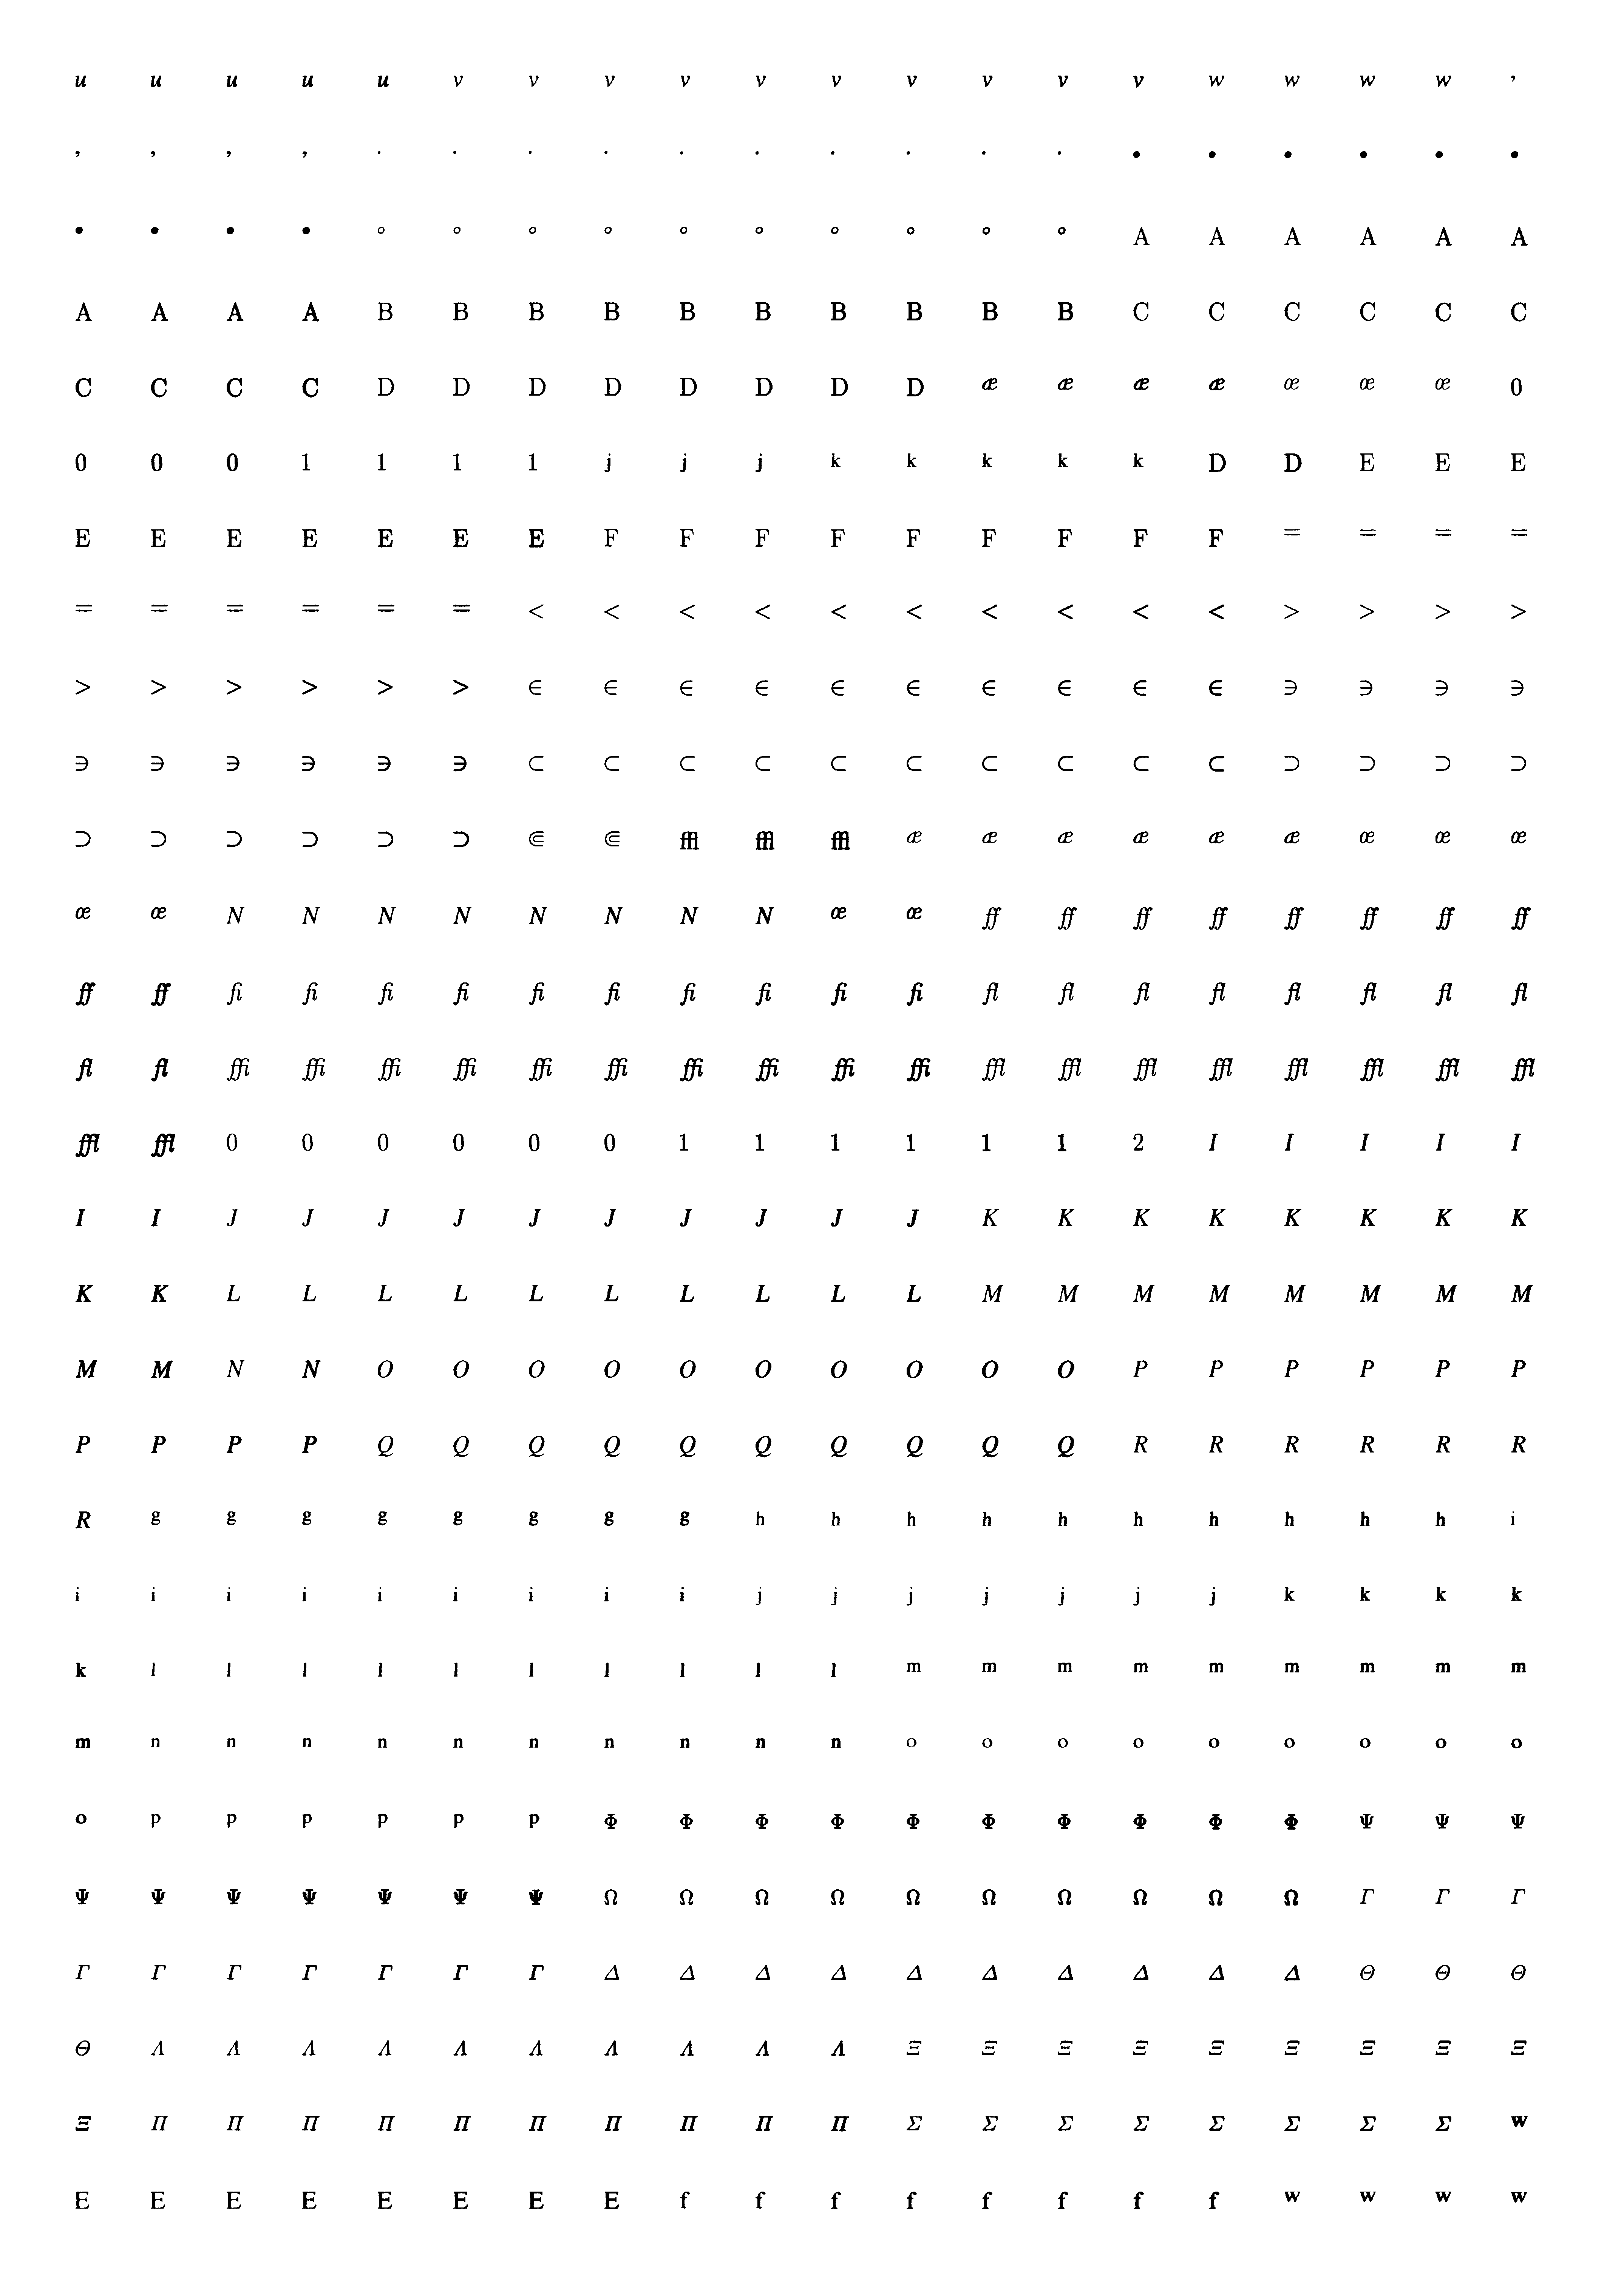 u u u u u v v v v v v v v v v w w w w ,
, , , , · · · · · · · · · · • • • • • •
• • • • ∘ ∘ ∘ ∘ ∘ ∘ ∘ ∘ ∘ ∘ A A A A A A
A A A A B B B B B B B B B B C C C C C C
C C C C D D D D D D D D æ æ æ æ œ œ œ 0
0 0 0 1 1 1 1 j j j k k k k k D D E E E
E E E E E E E F F F F F F F F F = = = =
= = = = = = < < < < < < < < < < > > > >
> > > > > > ∈ ∈ ∈ ∈ ∈ ∈ ∈ ∈ ∈ ∈ ∋ ∋ ∋ ∋
∋ ∋ ∋ ∋ ∋ ∋ ⊂ ⊂ ⊂ ⊂ ⊂ ⊂ ⊂ ⊂ ⊂ ⊂ ⊃ ⊃ ⊃ ⊃
⊃ ⊃ ⊃ ⊃ ⊃ ⊃ ⋐ ⋐ ffl ffl ffl æ æ æ æ æ æ œ œ œ
œ œ N N N N N N N N œ œ ff ff ff ff ff ff ff ff
ff ff fi fi fi fi fi fi fi fi fi fi fl fl fl fl fl fl fl fl
fl fl ffi ffi ffi ffi ffi ffi ffi ffi ffi ffi ffl ffl ffl ffl ffl ffl ffl ffl
ffl ffl 0 0 0 0 0 0 1 1 1 1 1 1 2 I I I I I
I I J J J J J J J J J J K K K K K K K K
K K L L L L L L L L L L M M M M M M M M
M M N N O O O O O O O O O O P P P P P P
P P P P Q Q Q Q Q Q Q Q Q Q R R R R R R
R g g g g g g g g h h h h h h h h h h i
i i i i i i i i i j j j j j j j k k k k
k l l l l l l l l l l m m m m m m m m m
m n n n n n n n n n n o o o o o o o o o
o p p p p p p Φ Φ Φ Φ Φ Φ Φ Φ Φ Φ Ψ Ψ Ψ
Ψ Ψ Ψ Ψ Ψ Ψ Ψ Ω Ω Ω Ω Ω Ω Ω Ω Ω Ω Γ Γ Γ
Γ Γ Γ Γ Γ Γ Γ Δ Δ Δ Δ Δ Δ Δ Δ Δ Δ Θ Θ Θ
Θ Λ Λ Λ Λ Λ Λ Λ Λ Λ Λ Ξ Ξ Ξ Ξ Ξ Ξ Ξ Ξ Ξ
Ξ Π Π Π Π Π Π Π Π Π Π Σ Σ Σ Σ Σ Σ Σ Σ w
E E E E E E E E f f f f f f f f w w w w